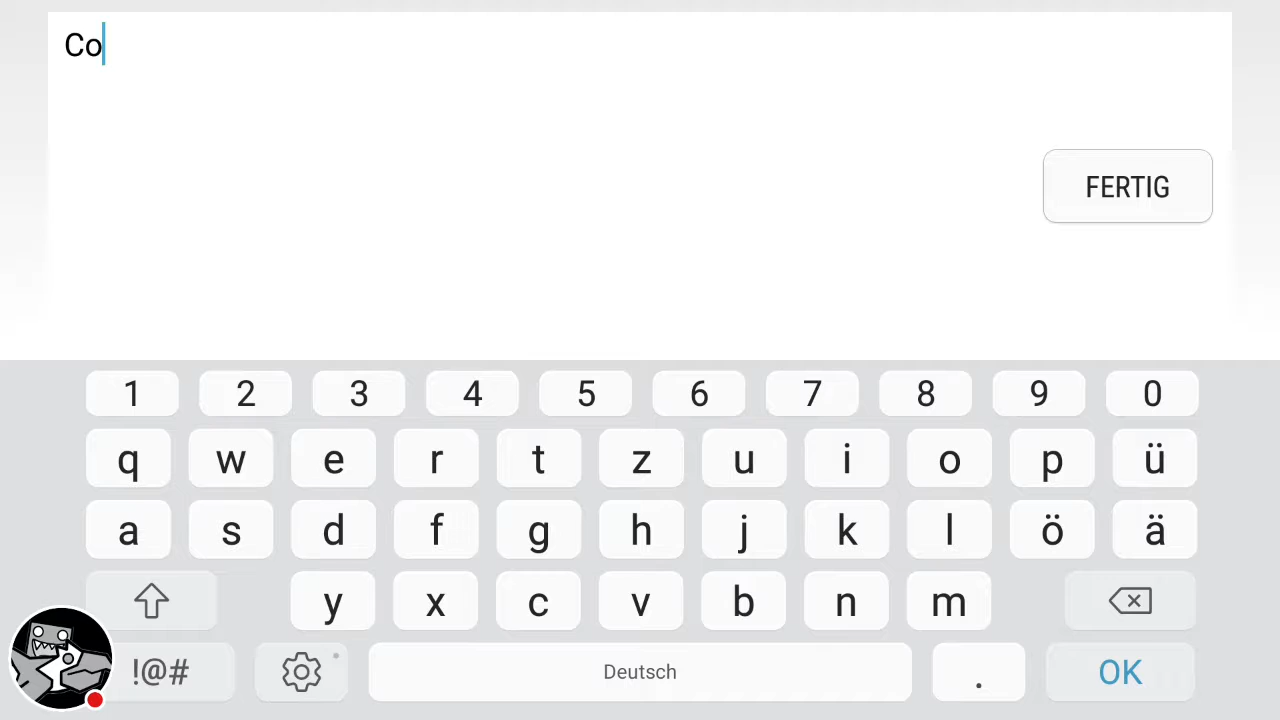 Co
FERTIG
1 2 3 4 5 6 7 8 9 0
q w e r t z u i o p ü
a s d f g h j k l ö ä
y x c v b n m
!@# Deutsch . OK